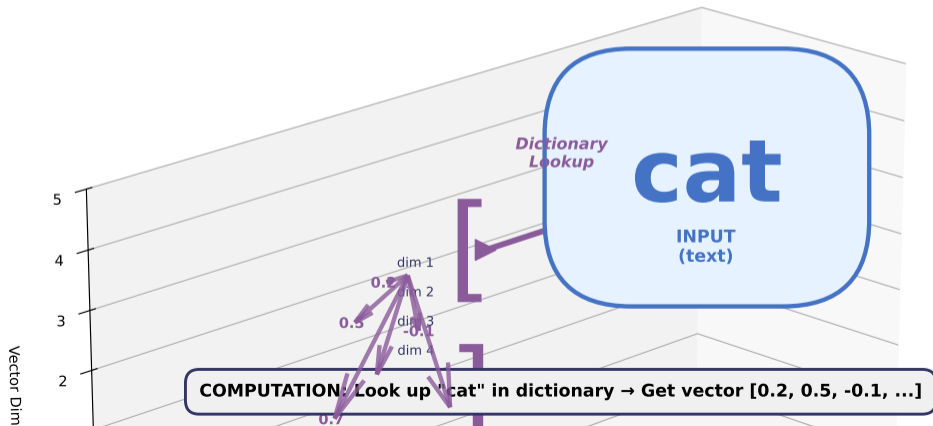 Dictionary
Lookup
cat
INPUT
(text)
5
4
3
2
Vector Dim
dim 1
0.2
dim 2
0.5
dim 3
-0.1
dim 4
COMPUTATION: Look up "cat" in dictionary → Get vector [0.2, 0.5, -0.1, ...]